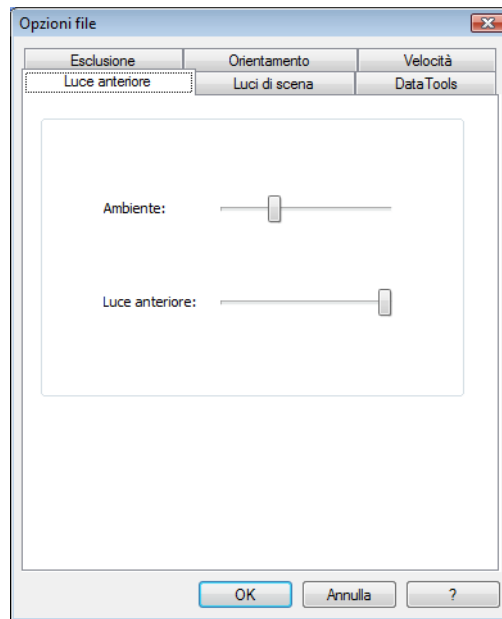 Opzioni file
Esclusione Orientamento Velocità
Luce anteriore Luci di scena DataTools
Ambiente:
Luce anteriore:
OK Annulla ?